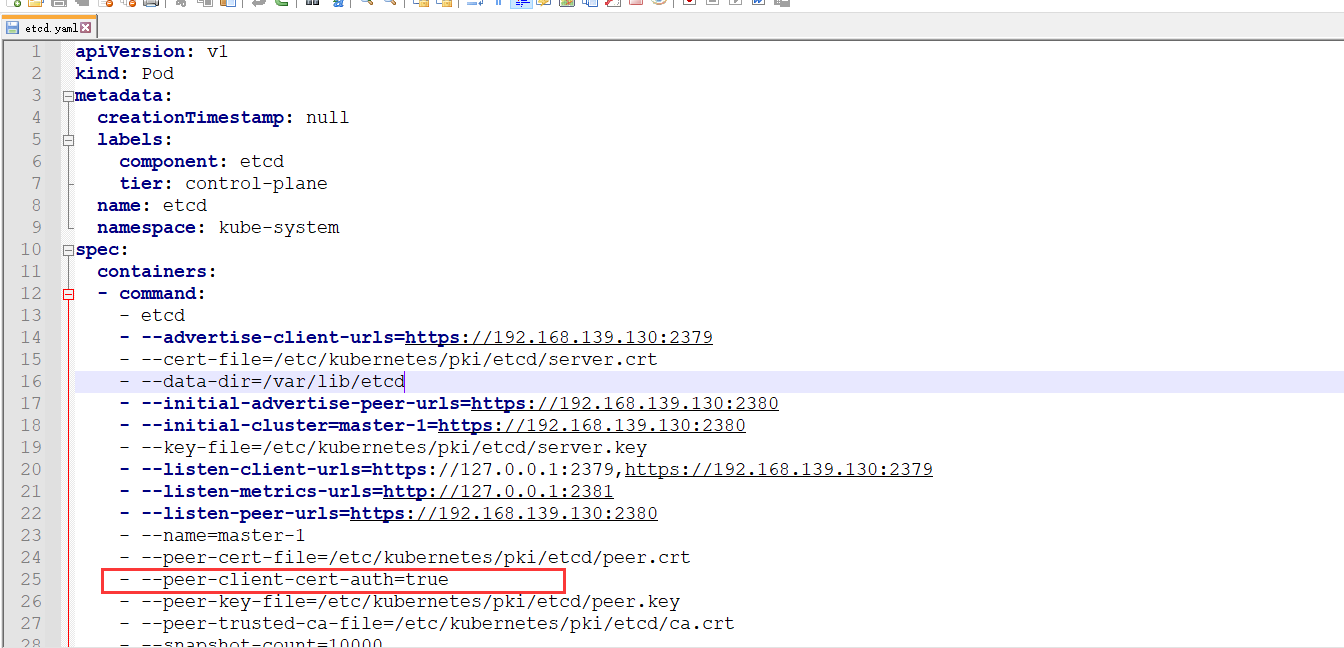 etcd.yaml
1 apiVersion: v1
2 kind: Pod
3 metadata:
4 creationTimestamp: null
5 labels:
6 component: etcd
7 tier: control-plane
8 name: etcd
9 namespace: kube-system
10 spec:
11 containers:
12 - command:
13 - etcd
14 - --advertise-client-urls=https://192.168.139.130:2379
15 - --cert-file=/etc/kubernetes/pki/etcd/server.crt
16 - --data-dir=/var/lib/etcd
17 - --initial-advertise-peer-urls=https://192.168.139.130:2380
18 - --initial-cluster=master-1=https://192.168.139.130:2380
19 - --key-file=/etc/kubernetes/pki/etcd/server.key
20 - --listen-client-urls=https://127.0.0.1:2379,https://192.168.139.130:2379
21 - --listen-metrics-urls=http://127.0.0.1:2381
22 - --listen-peer-urls=https://192.168.139.130:2380
23 - --name=master-1
24 - --peer-cert-file=/etc/kubernetes/pki/etcd/peer.crt
25 - --peer-client-cert-auth=true
26 - --peer-key-file=/etc/kubernetes/pki/etcd/peer.key
27 - --peer-trusted-ca-file=/etc/kubernetes/pki/etcd/ca.crt
28 - --snapshot-count=10000